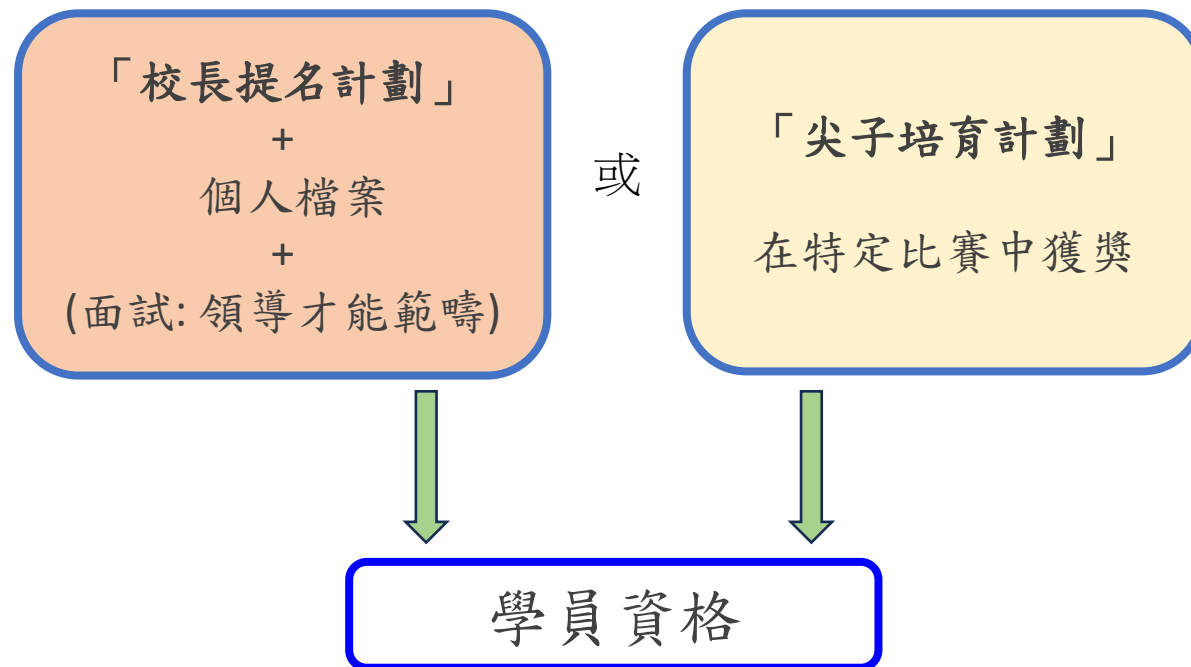 「校長提名計劃」
+
個人檔案
+
(面試: 領導才能範疇)
或
「尖子培育計劃」
在特定比賽中獲獎
學員資格